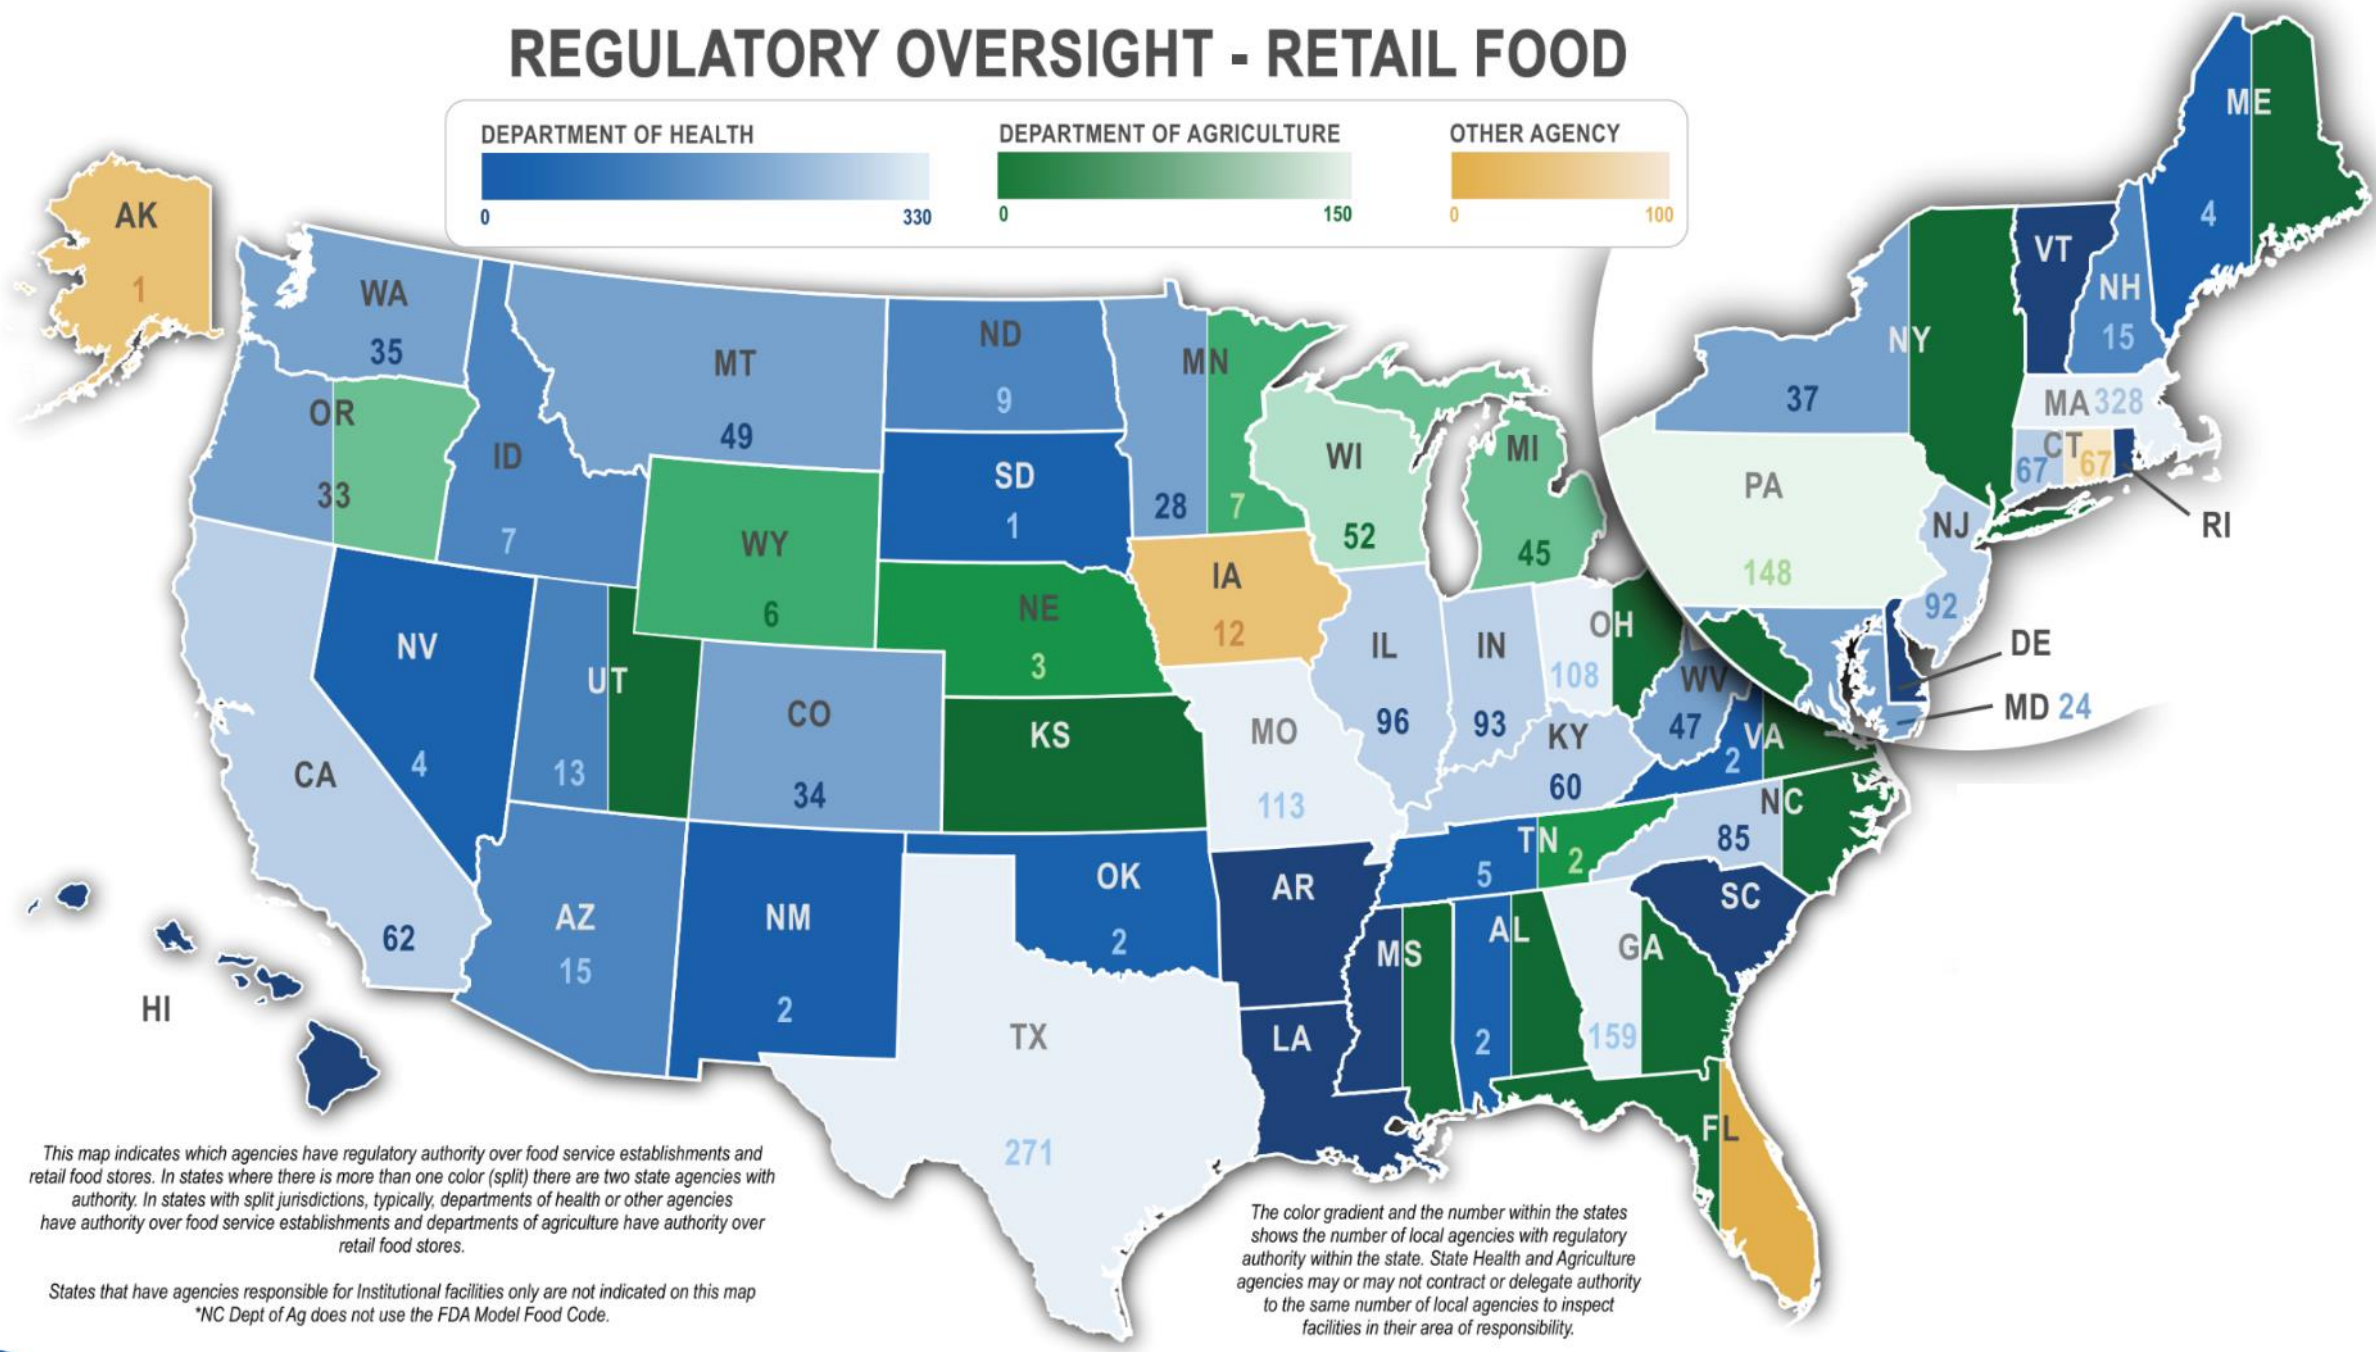 REGULATORY OVERSIGHT - RETAIL FOOD
DEPARTMENT OF HEALTH
0
330
DEPARTMENT OF AGRICULTURE
0
150
OTHER AGENCY
0
100
AK
1
WA
35
OR
33
ID
7
MT
49
ND
9
SD
1
MN
28
7
WI
52
MI
45
WY
6
NE
3
IA
12
NV
4
UT
13
CO
34
KS
CA
62
AZ
15
NM
2
OK
2
TX
271
MO
113
AR
LA
IL
96
IN
93
OH
108
KY
60
WV
47
VA
2
TN
5
2
NC
85
SC
MS
AL
2
GA
159
FL
HI
ME
4
VT
NH
15
NY
37
MA 328
CT
67
67
RI
PA
148
NJ
92
DE
MD 24
This map indicates which agencies have regulatory authority over food service establishments and
retail food stores. In states where there is more than one color (split) there are two state agencies with
authority. In states with split jurisdictions, typically, departments of health or other agencies
have authority over food service establishments and departments of agriculture have authority over
retail food stores.
States that have agencies responsible for Institutional facilities only are not indicated on this map
*NC Dept of Ag does not use the FDA Model Food Code.
The color gradient and the number within the states
shows the number of local agencies with regulatory
authority within the state. State Health and Agriculture
agencies may or may not contract or delegate authority
to the same number of local agencies to inspect
facilities in their area of responsibility.